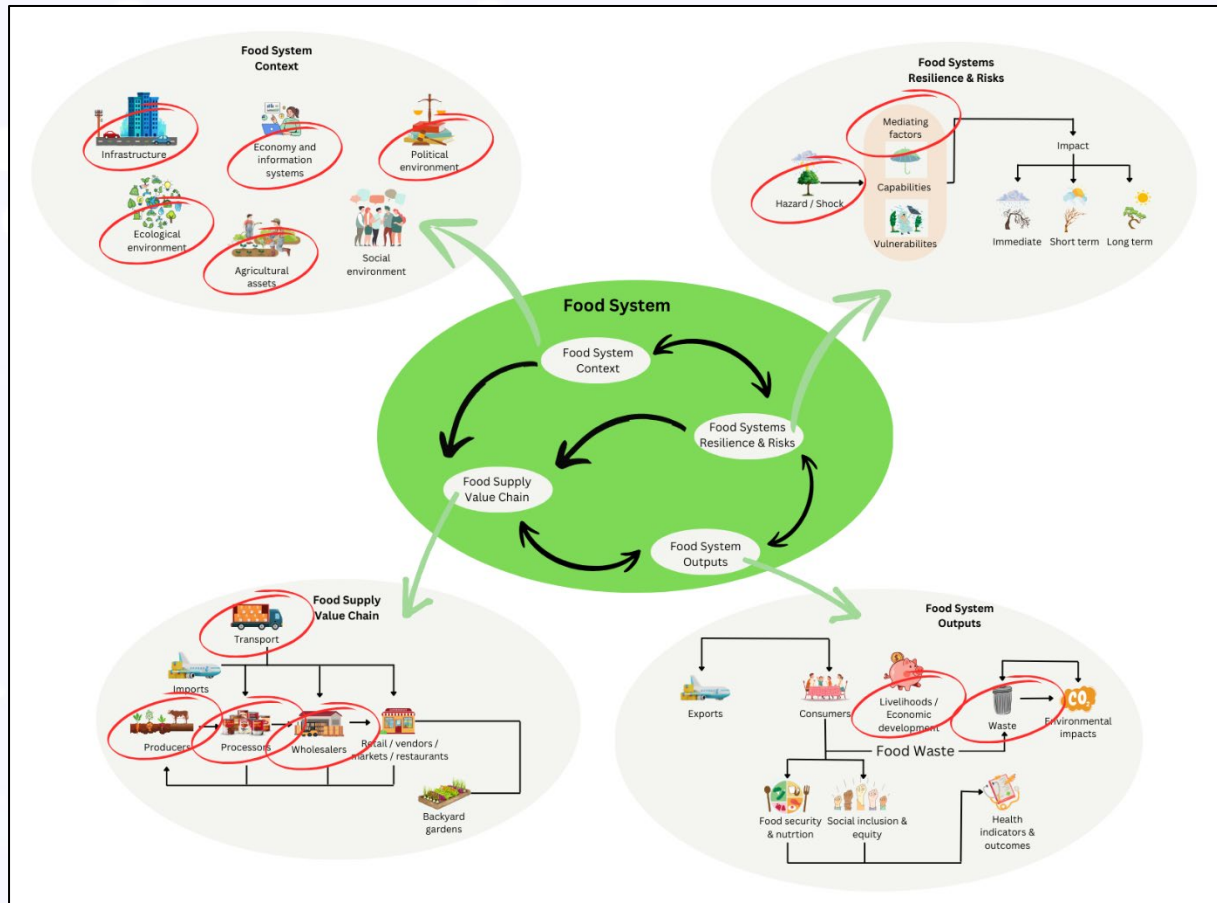 Food System
Context
Infrastructure
Economy and
information
systems
Political
environment
Ecological
environment
Agricultural
assets
Social
environment
Food Systems
Resilience & Risks
Mediating
factors
Impact
Capabilities
Hazard / Shock
Vulnerabilites
Immediate
Short term
Long term
Food System
Food System
Context
Food Systems
Resilience & Risks
Food Supply
Value Chain
Food System
Outputs
Food Supply
Value Chain
Transport
Imports
Producers
Processors
Wholesalers
Retail / vendors /
markets / restaurants
Backyard
gardens
Food System
Outputs
Exports
Consumers
Livelihoods /
Economic
development
Waste
CO2
Environmental
impacts
Food Waste
Food security
& nutrtion
Social inclusion &
equity
Health
indicators &
outcomes